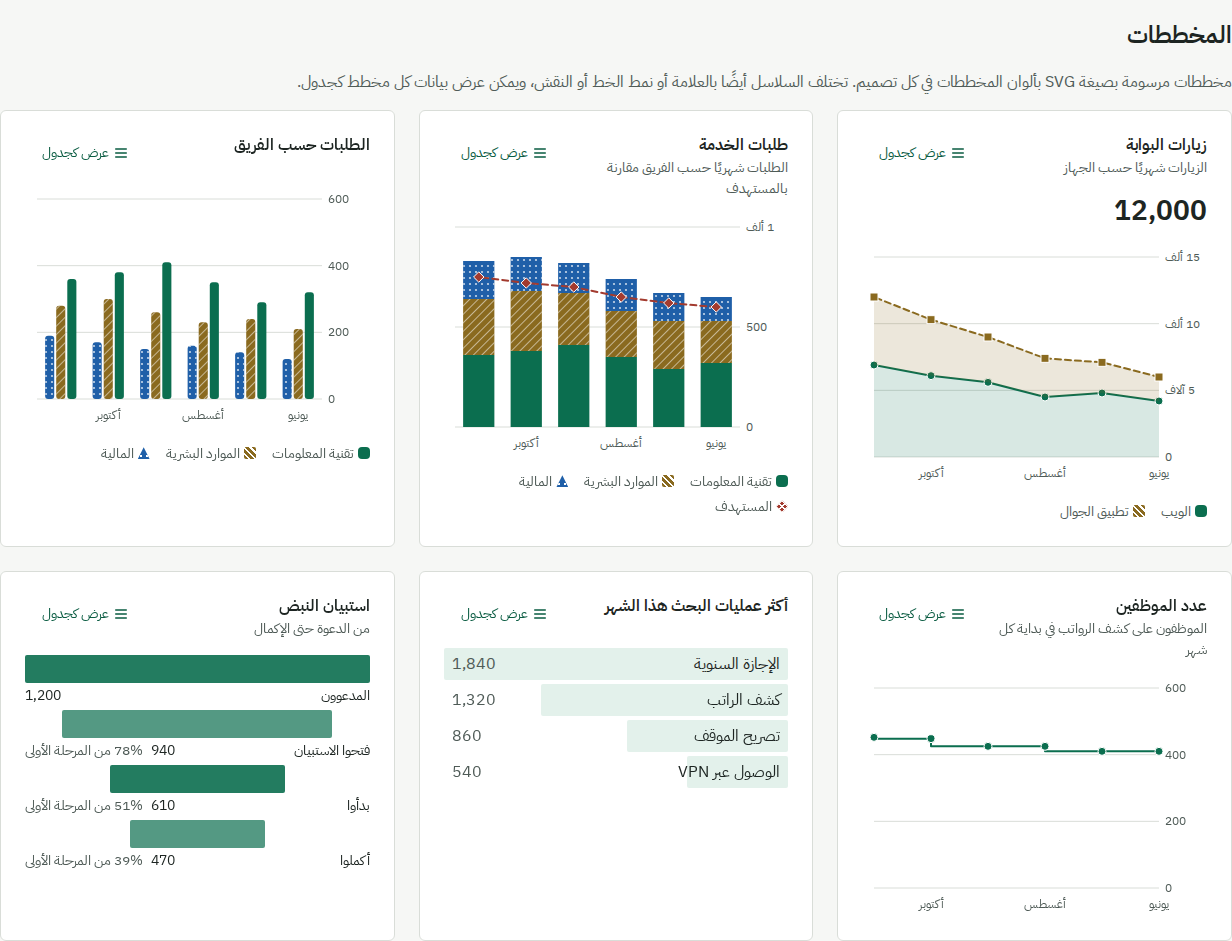 المخططات
مخططات مرسومة بصيغة SVG بألوان المخططات في كل تصميم. تختلف السلاسل أيضًا بالعلامة أو نمط الخط أو النقش، ويمكن عرض بيانات كل مخطط كجدول.
زيارات البوابة
عرض كجدول
الزيارات شهريًا حسب الجهاز
12,000
15 ألف
10 ألف
5 آلاف
0
يونيو
أغسطس
أكتوبر
الويب
تطبيق الجوال
طلبات الخدمة
عرض كجدول
الطلبات شهريًا حسب الفريق مقارنة
بالمستهدف
1 ألف
500
0
يونيو
أغسطس
أكتوبر
تقنية المعلومات
الموارد البشرية
المالية
المستهدف
الطلبات حسب الفريق
عرض كجدول
600
400
200
0
يونيو
أغسطس
أكتوبر
تقنية المعلومات
الموارد البشرية
المالية
عدد الموظفين
عرض كجدول
الموظفون على كشف الرواتب في بداية كل
شهر
600
400
200
0
يونيو
أغسطس
أكتوبر
أكثر عمليات البحث هذا الشهر
عرض كجدول
الإجازة السنوية 1,840
كشف الراتب 1,320
تصريح الموقف 860
الوصول عبر VPN 540
استبيان النبض
عرض كجدول
من الدعوة حتى الإكمال
المدعوون 1,200
فتحوا الاستبيان 940 78% من المرحلة الأولى
بدأوا 610 51% من المرحلة الأولى
أكملوا 470 39% من المرحلة الأولى